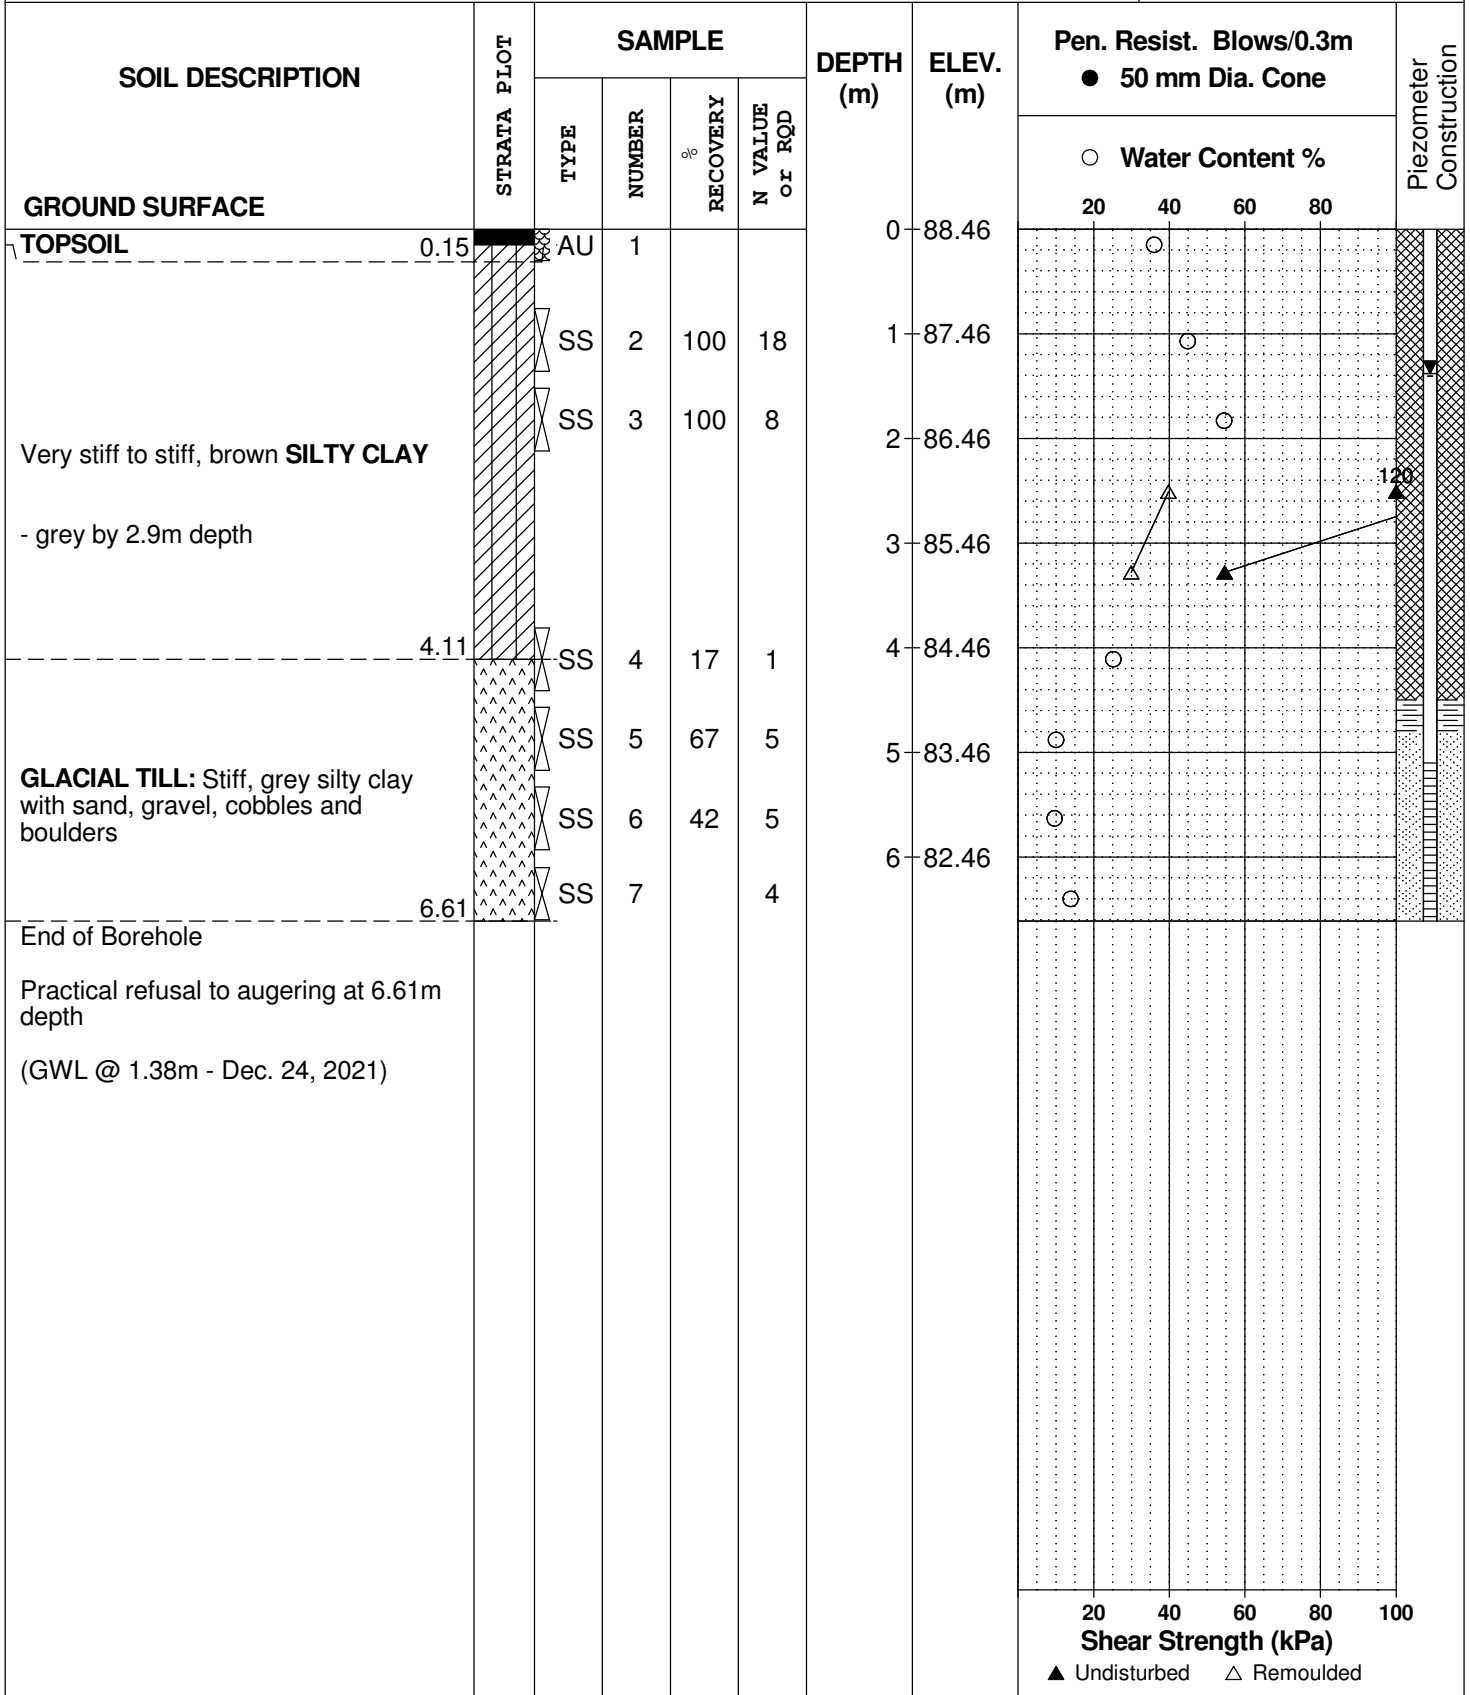 SOIL DESCRIPTION
GROUND SURFACE
STRATA PLOT
SAMPLE
TYPE
NUMBER
% RECOVERY
N VALUE or RQD
DEPTH (m)
ELEV. (m)
Pen. Resist. Blows/0.3m
● 50 mm Dia. Cone
○ Water Content %
20 40 60 80
Piezometer Construction
0 88.46
TOPSOIL 0.15 AU 1
1 87.46
SS 2 100 18
SS 3 100 8
2 86.46
Very stiff to stiff, brown SILTY CLAY
120
- grey by 2.9m depth
3 85.46
4.11
4 84.46
SS 4 17 1
SS 5 67 5
5 83.46
GLACIAL TILL: Stiff, grey silty clay
with sand, gravel, cobbles and
boulders
SS 6 42 5
6 82.46
SS 7 4
6.61
End of Borehole
Practical refusal to augering at 6.61m
depth
(GWL @ 1.38m - Dec. 24, 2021)
20 40 60 80 100
Shear Strength (kPa)
▲ Undisturbed △ Remoulded